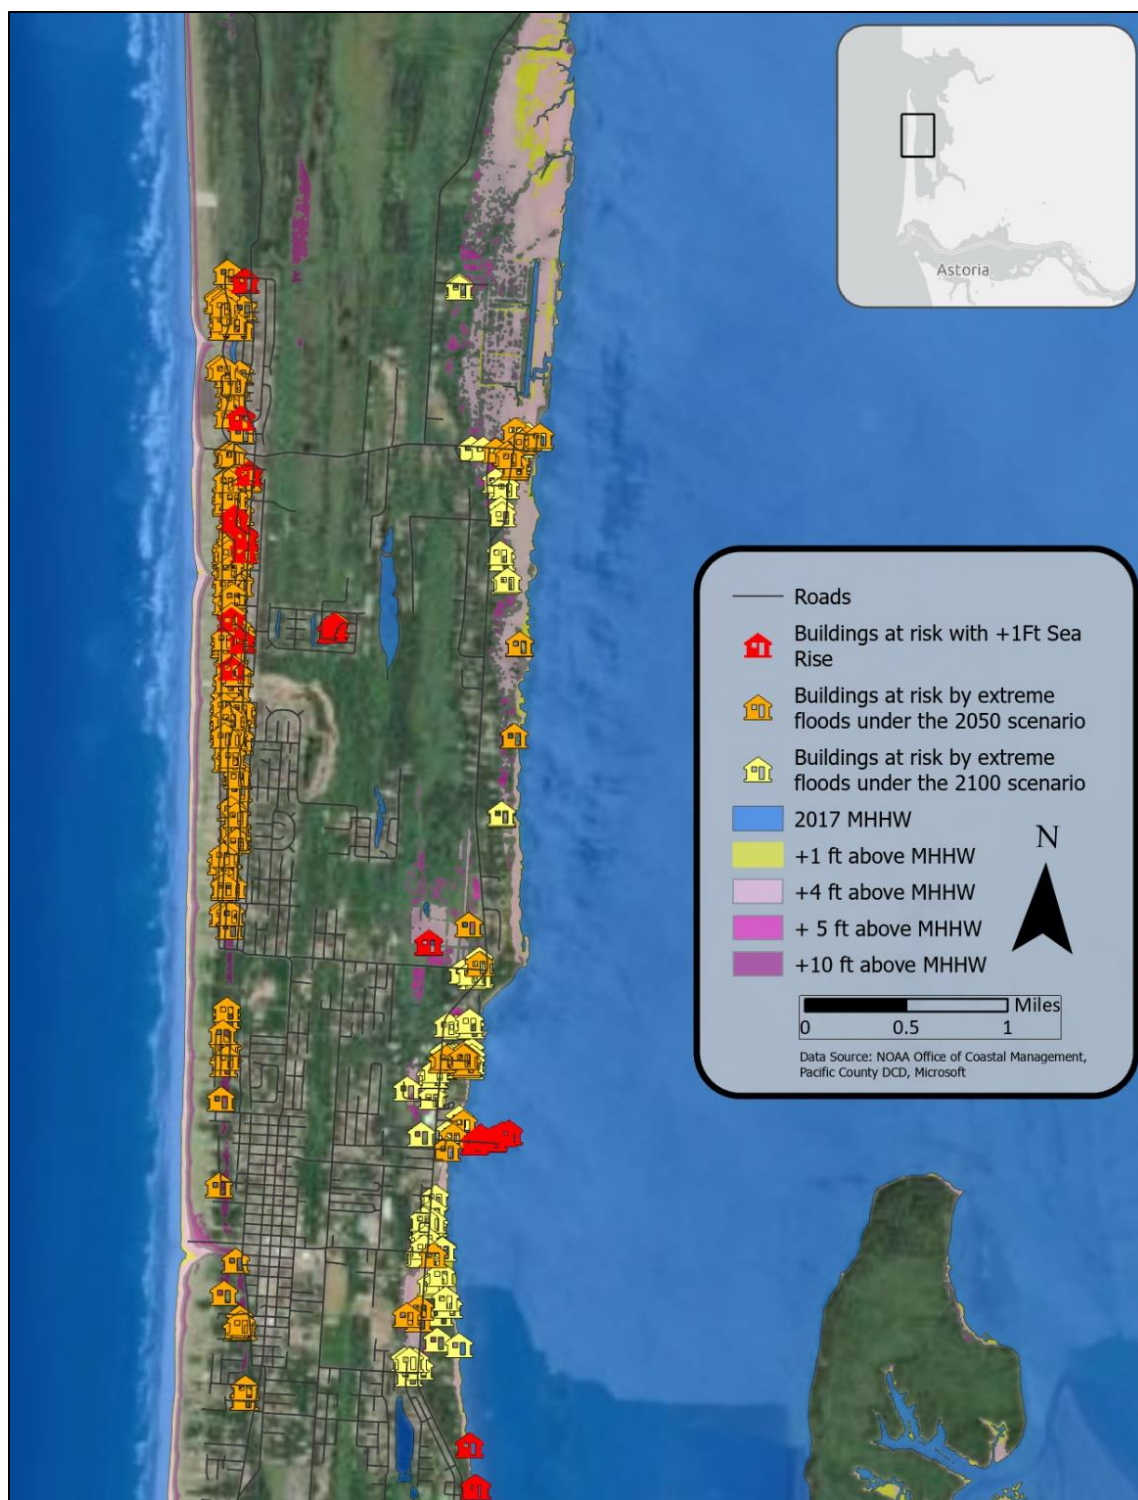 Astoria
Roads
Buildings at risk with +1Ft Sea
Rise
Buildings at risk by extreme
floods under the 2050 scenario
Buildings at risk by extreme
floods under the 2100 scenario
2017 MHHW
+1 ft above MHHW
+4 ft above MHHW
+ 5 ft above MHHW
+10 ft above MHHW
N
Miles
0 0.5 1
Data Source: NOAA Office of Coastal Management,
Pacific County DCD, Microsoft